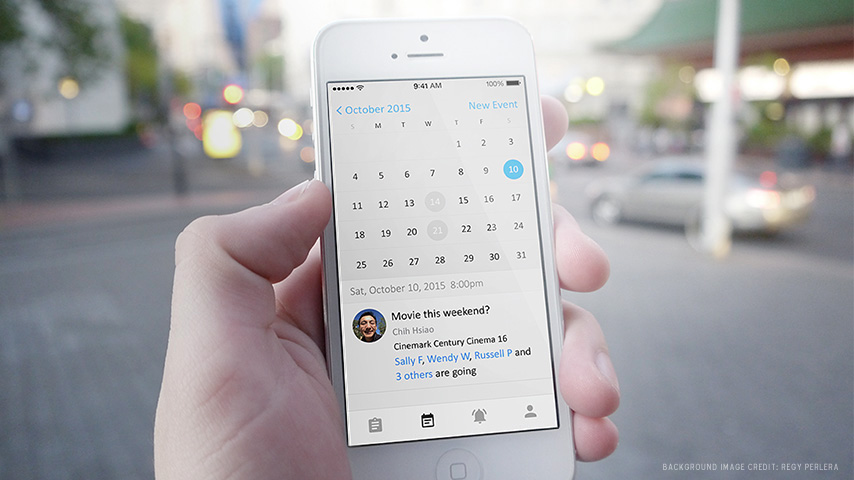 9:41 AM 100%
October 2015 New Event
S M T W T F S
1 2 3
4 5 6 7 8 9 10
11 12 13 14 15 16 17
18 19 20 21 22 23 24
25 26 27 28 29 30 31
Sat, October 10, 2015 8:00pm
Movie this weekend?
Chih Hsiao
Cinemark Century Cinema 16
Sally F, Wendy W, Russell P and
3 others are going
BACKGROUND IMAGE CREDIT: REGY PERLERA